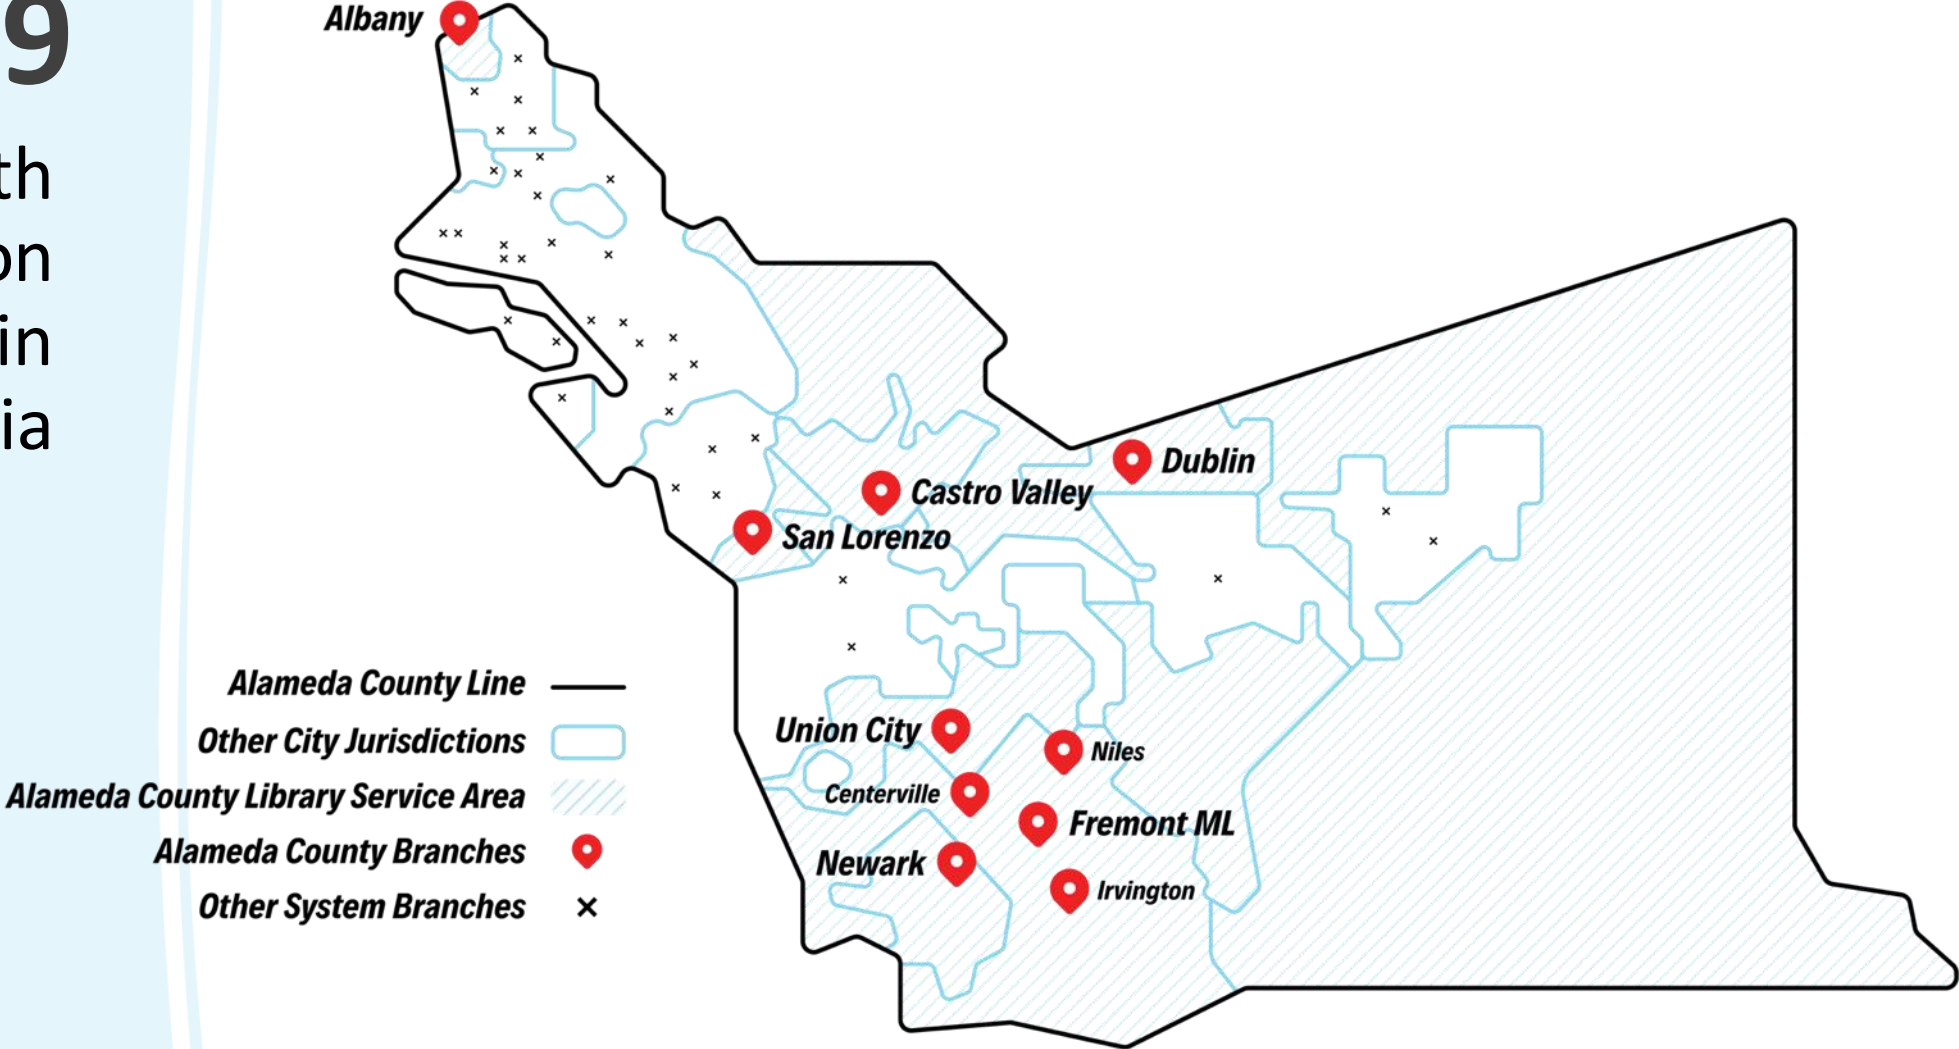 9
th
on
in
ia
Albany
Dublin
Castro Valley
San Lorenzo
Union City
Niles
Centerville
Fremont ML
Newark
Irvington
Alameda County Line
Other City Jurisdictions
Alameda County Library Service Area
Alameda County Branches
Other System Branches